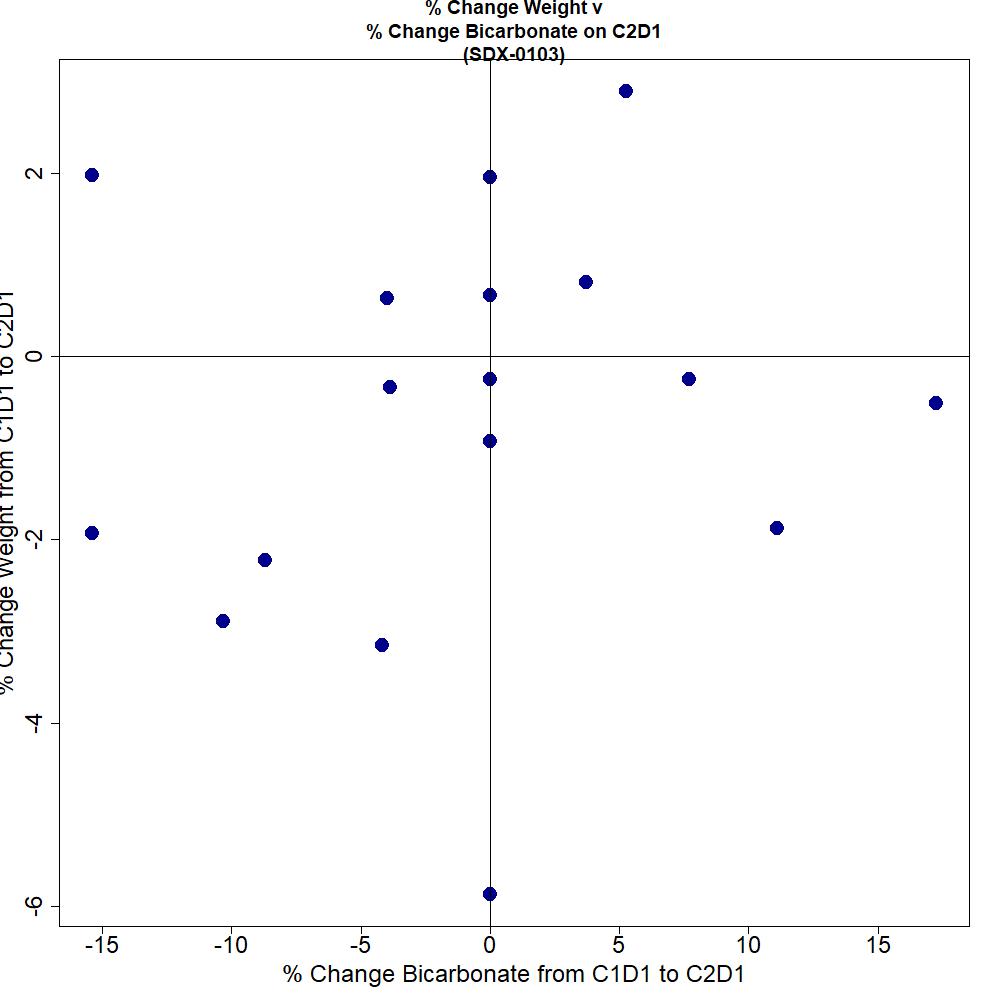 % Change Weight v
% Change Bicarbonate on C2D1
(SDX-0103)
% Change Weight from C1D1 to C2D1
2
0
-2
-4
-6
-15
-10
-5
0
5
10
15
% Change Bicarbonate from C1D1 to C2D1